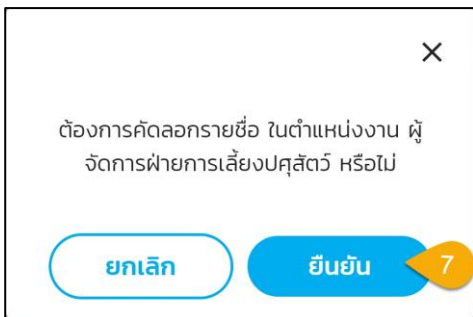 ต้องการคัดลอกรายชื่อ ในตำแหน่งงาน ผู้
จัดการฝ่ายการเลี้ยงปศุสัตว์ หรือไม่
ยกเลิก
ยืนยัน
7